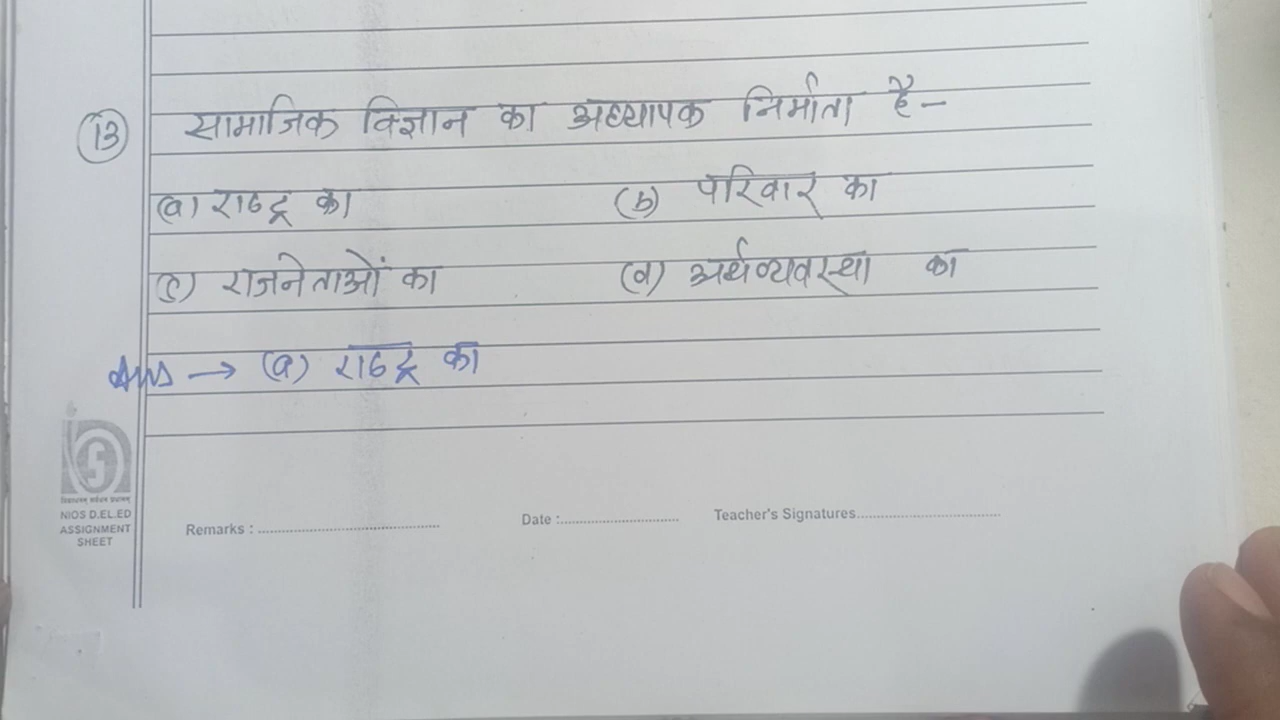 (13) सामाजिक विज्ञान का अध्यापक निर्माता है -
(a) राष्ट्र का (b) परिवार का
(c) राजनेताओं का (d) अर्थव्यवस्था का
Ans → (a) राष्ट्र का
NIOS D.EL.ED
ASSIGNMENT
SHEET
Remarks : ........................ Date :........................ Teacher's Signatures........................